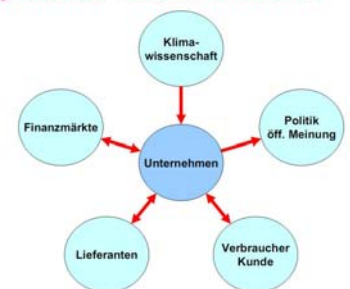 Klima-
wissenschaft
Finanzmärkte
Politik
öff. Meinung
Unternehmen
Lieferanten
Verbraucher
Kunde